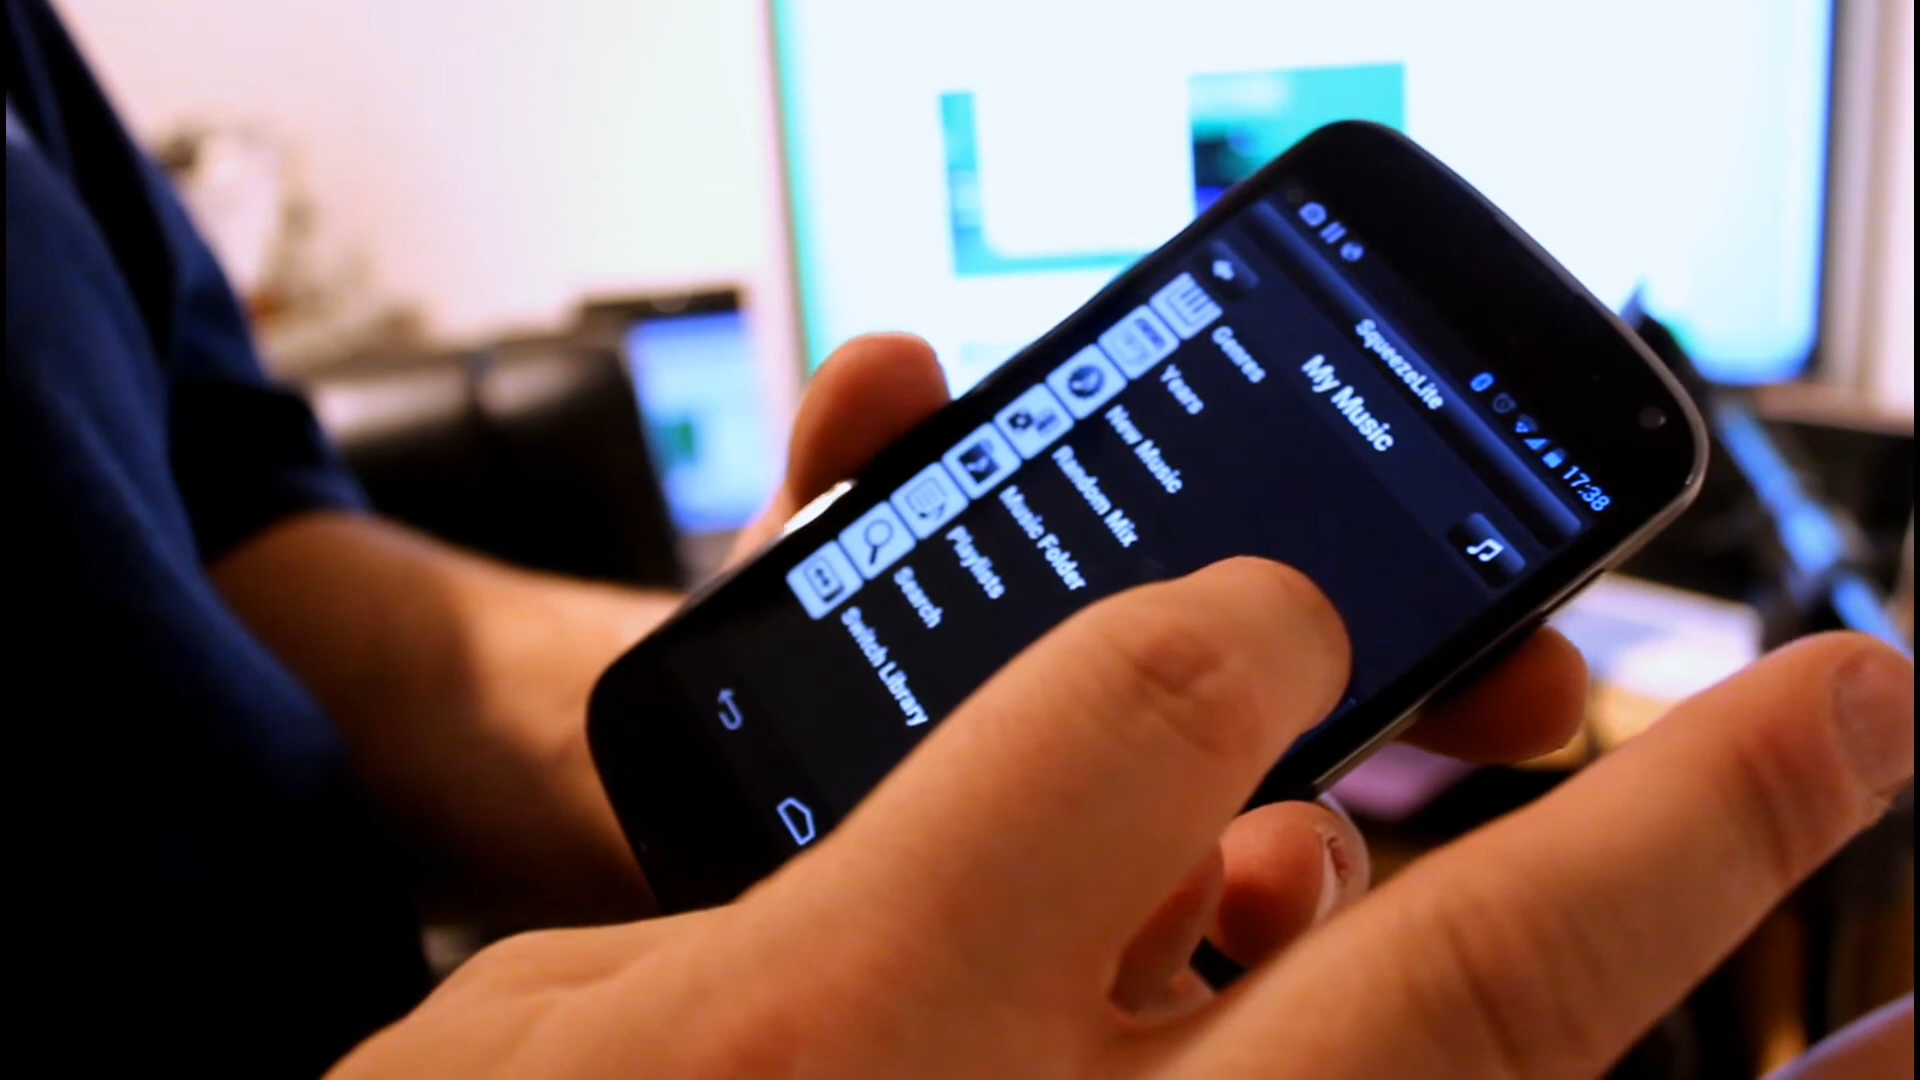 17:38
SqueezeLite
My Music
Genres
Years
New Music
Random Mix
Music Folder
Playlists
Search
Switch Library